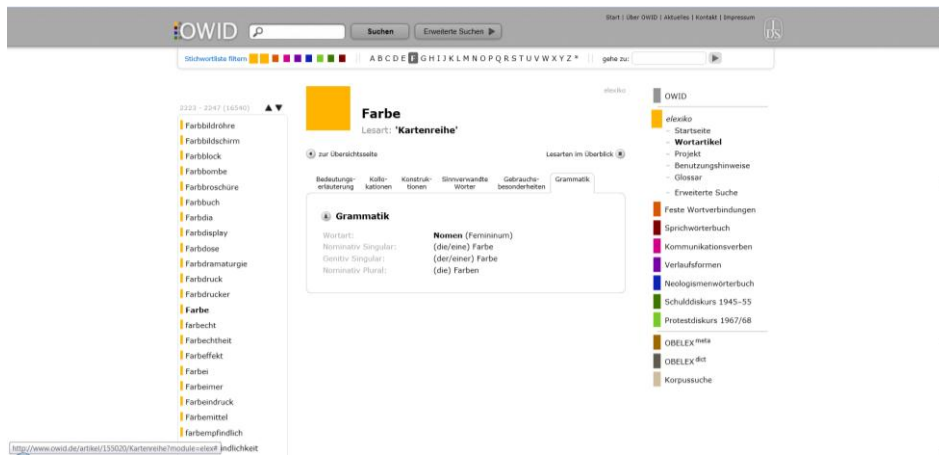 Start | Über OWID | Aktuelles | Kontakt | Impressum
OWID
Suchen
Erweiterte Suchen
Stichwortliste filtern
A B C D E F G H I J K L M N O P Q R S T U V W X Y Z *
gehe zu:
2323 - 2347 (16540)
Farbbildröhre
Farbbildschirm
Farbblock
Farbbombe
Farbbroschüre
Farbbuch
Farbdia
Farbdisplay
Farbdose
Farbdramaturgie
Farbdruck
Farbdrucker
Farbe
farbecht
Farbechtheit
Farbeffekt
Farbei
Farbeimer
Farbeindruck
Farbemittel
farbempfindlich
indlichkeit
http://www.owid.de/artikel/155020/Kartenreihe?module=elex#
elexiko
Farbe
Lesart: 'Kartenreihe'
zur Übersichtsseite
Lesarten im Überblick
Bedeutungs-
erläuterung
Kollo-
kationen
Konstruk-
tionen
Sinnverwandte
Wörter
Gebrauchs-
besonderheiten
Grammatik
Grammatik
Wortart: Nomen (Femininum)
Nominativ Singular: (die/eine) Farbe
Genitiv Singular: (der/einer) Farbe
Nominativ Plural: (die) Farben
OWID
elexiko
- Startseite
- Wortartikel
- Projekt
- Benutzungshinweise
- Glossar
- Erweiterte Suche
Feste Wortverbindungen
Sprichwörterbuch
Kommunikationsverben
Verlaufsformen
Neologismenwörterbuch
Schulddiskurs 1945–55
Protestdiskurs 1967/68
OBELEX meta
OBELEX dict
Korpussuche